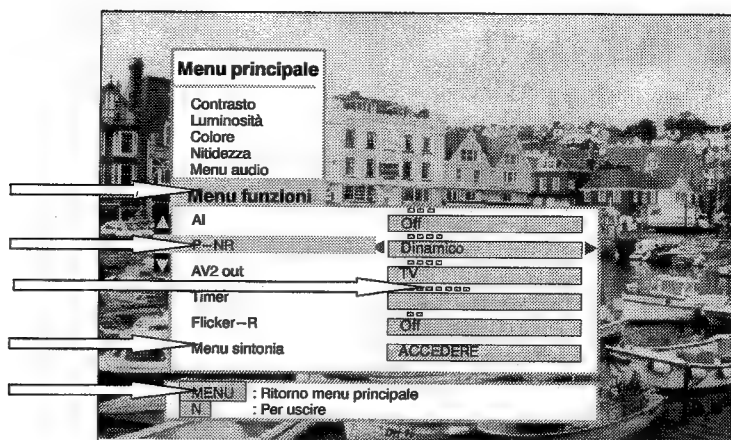 Menu principale
Contrasto
Luminosità
Colore
Nitidezza
Menu audio
Menu funzioni
AI Off
P-NR Dinamico
AV2 out TV
Timer
Flicker-R Off
Menu sintonia ACCEDERE
MENU : Ritorno menu principale
N : Per uscire